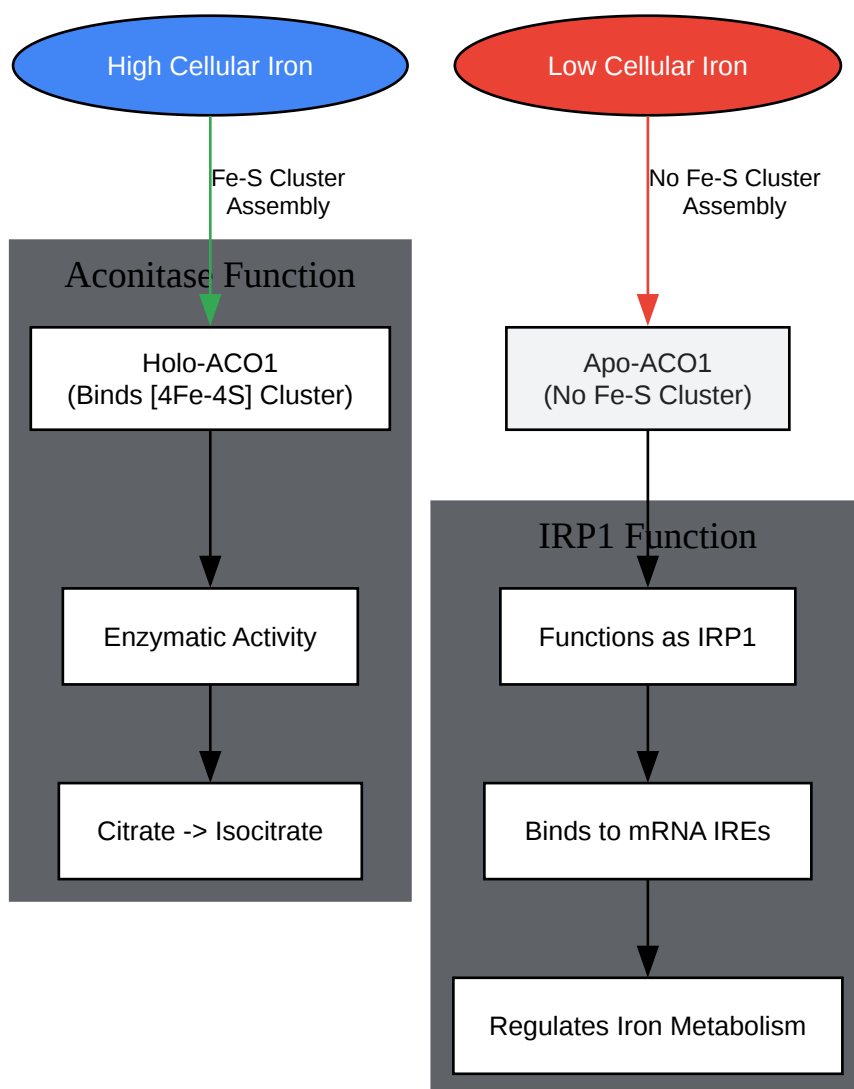 High Cellular Iron
Low Cellular Iron
Fe-S Cluster
Assembly
No Fe-S Cluster
Assembly
Aconitase Function
Holo-ACO1
(Binds [4Fe-4S] Cluster)
Apo-ACO1
(No Fe-S Cluster)
IRP1 Function
Enzymatic Activity
Functions as IRP1
Citrate -> Isocitrate
Binds to mRNA IREs
Regulates Iron Metabolism